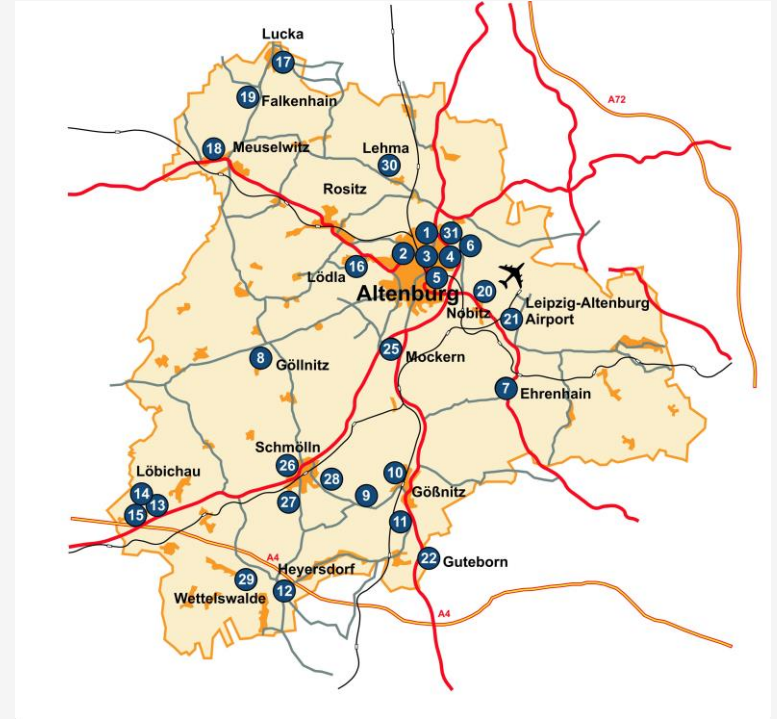 Lucka
17
19
Falkenhain
A72
18
Meuselwitz
Lehma
30
Rositz
1
31
6
2
3
4
16
Lödla
5
Altenburg
20
Leipzig-Altenburg
Airport
Nobitz
21
25
Mockern
8
Göllnitz
7
Ehrenhain
Schmölln
26
Löbichau
28
10
14
13
9
Gößnitz
27
15
11
A4
22
Guteborn
Heyersdorf
29
12
Wettelswalde
A4